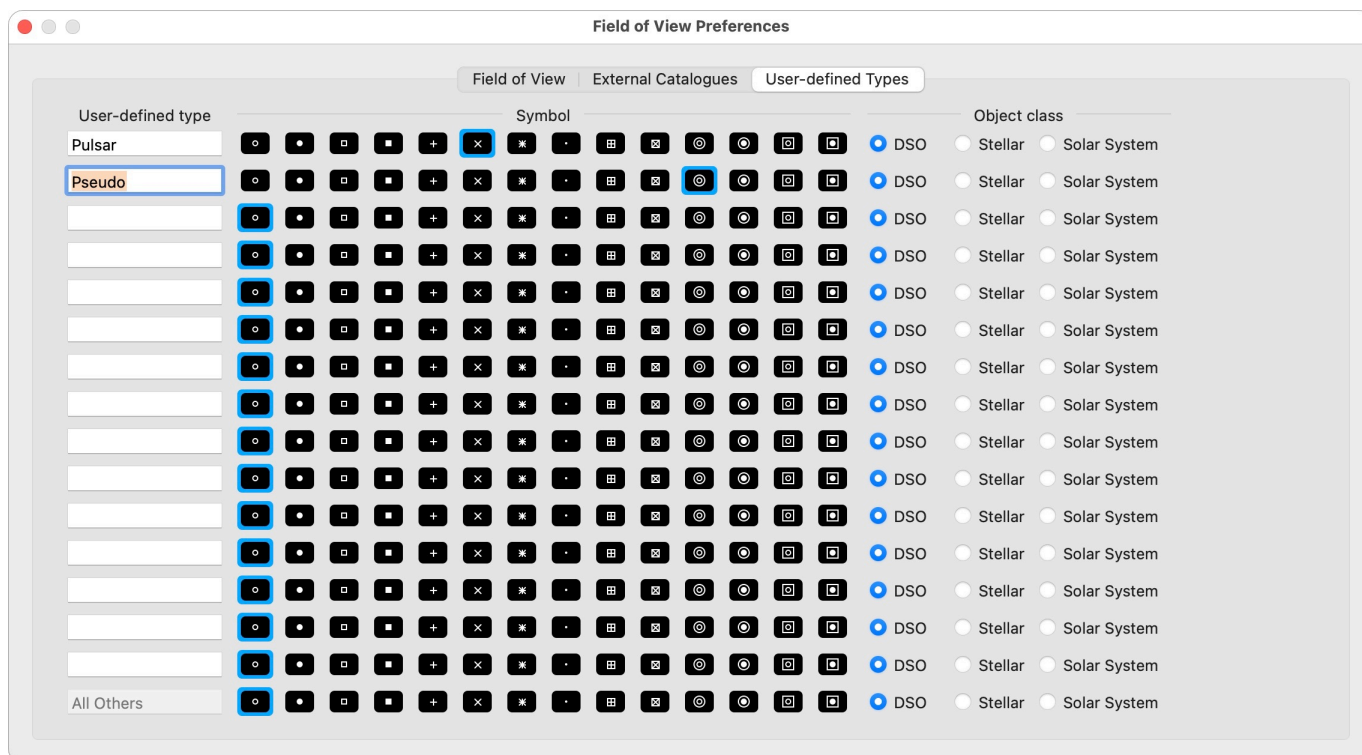 Field of View Preferences
Field of View External Catalogues User-defined Types
User-defined type Symbol Object class
Pulsar DSO Stellar Solar System
Pseudo DSO Stellar Solar System
DSO Stellar Solar System
DSO Stellar Solar System
DSO Stellar Solar System
DSO Stellar Solar System
DSO Stellar Solar System
DSO Stellar Solar System
DSO Stellar Solar System
DSO Stellar Solar System
DSO Stellar Solar System
DSO Stellar Solar System
DSO Stellar Solar System
DSO Stellar Solar System
DSO Stellar Solar System
All Others DSO Stellar Solar System